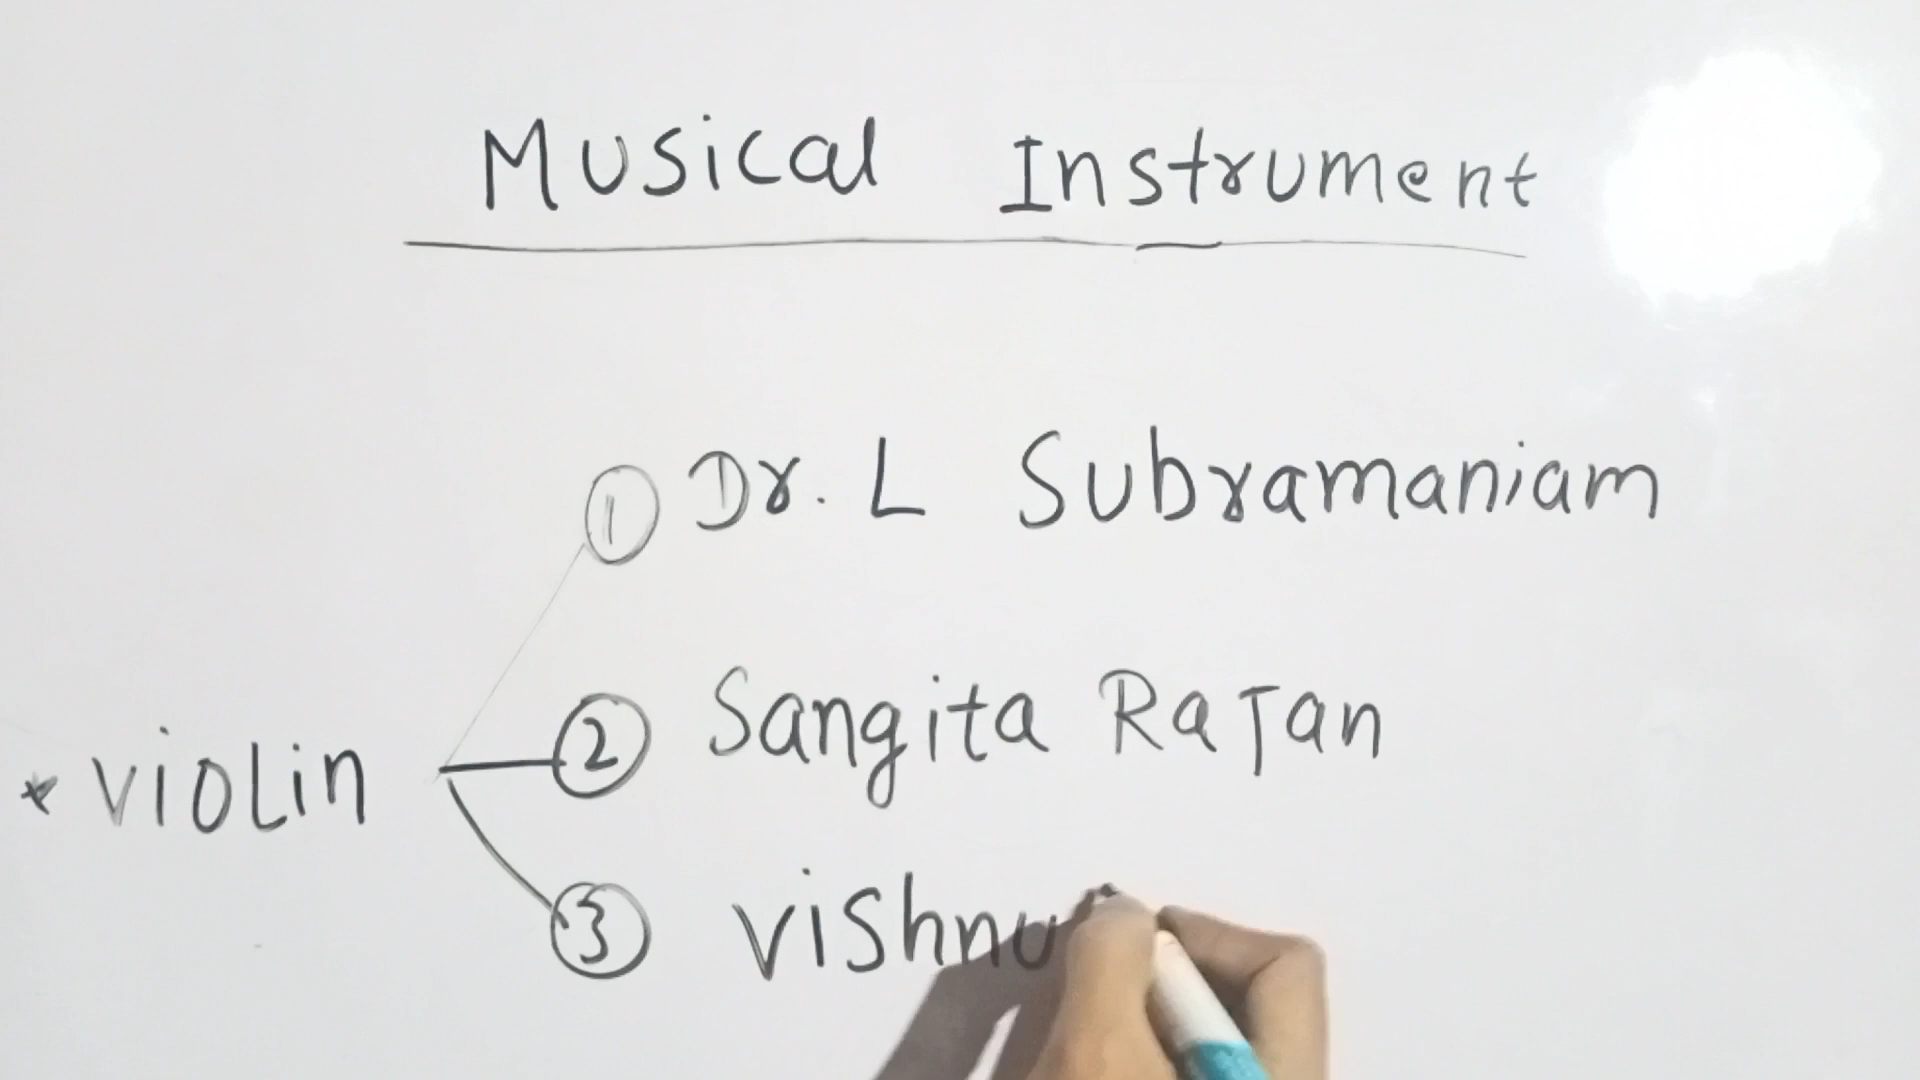 Musical Instrument
① Dr. L Subramaniam
② Sangita Rajan
* violin
③ Vishnu